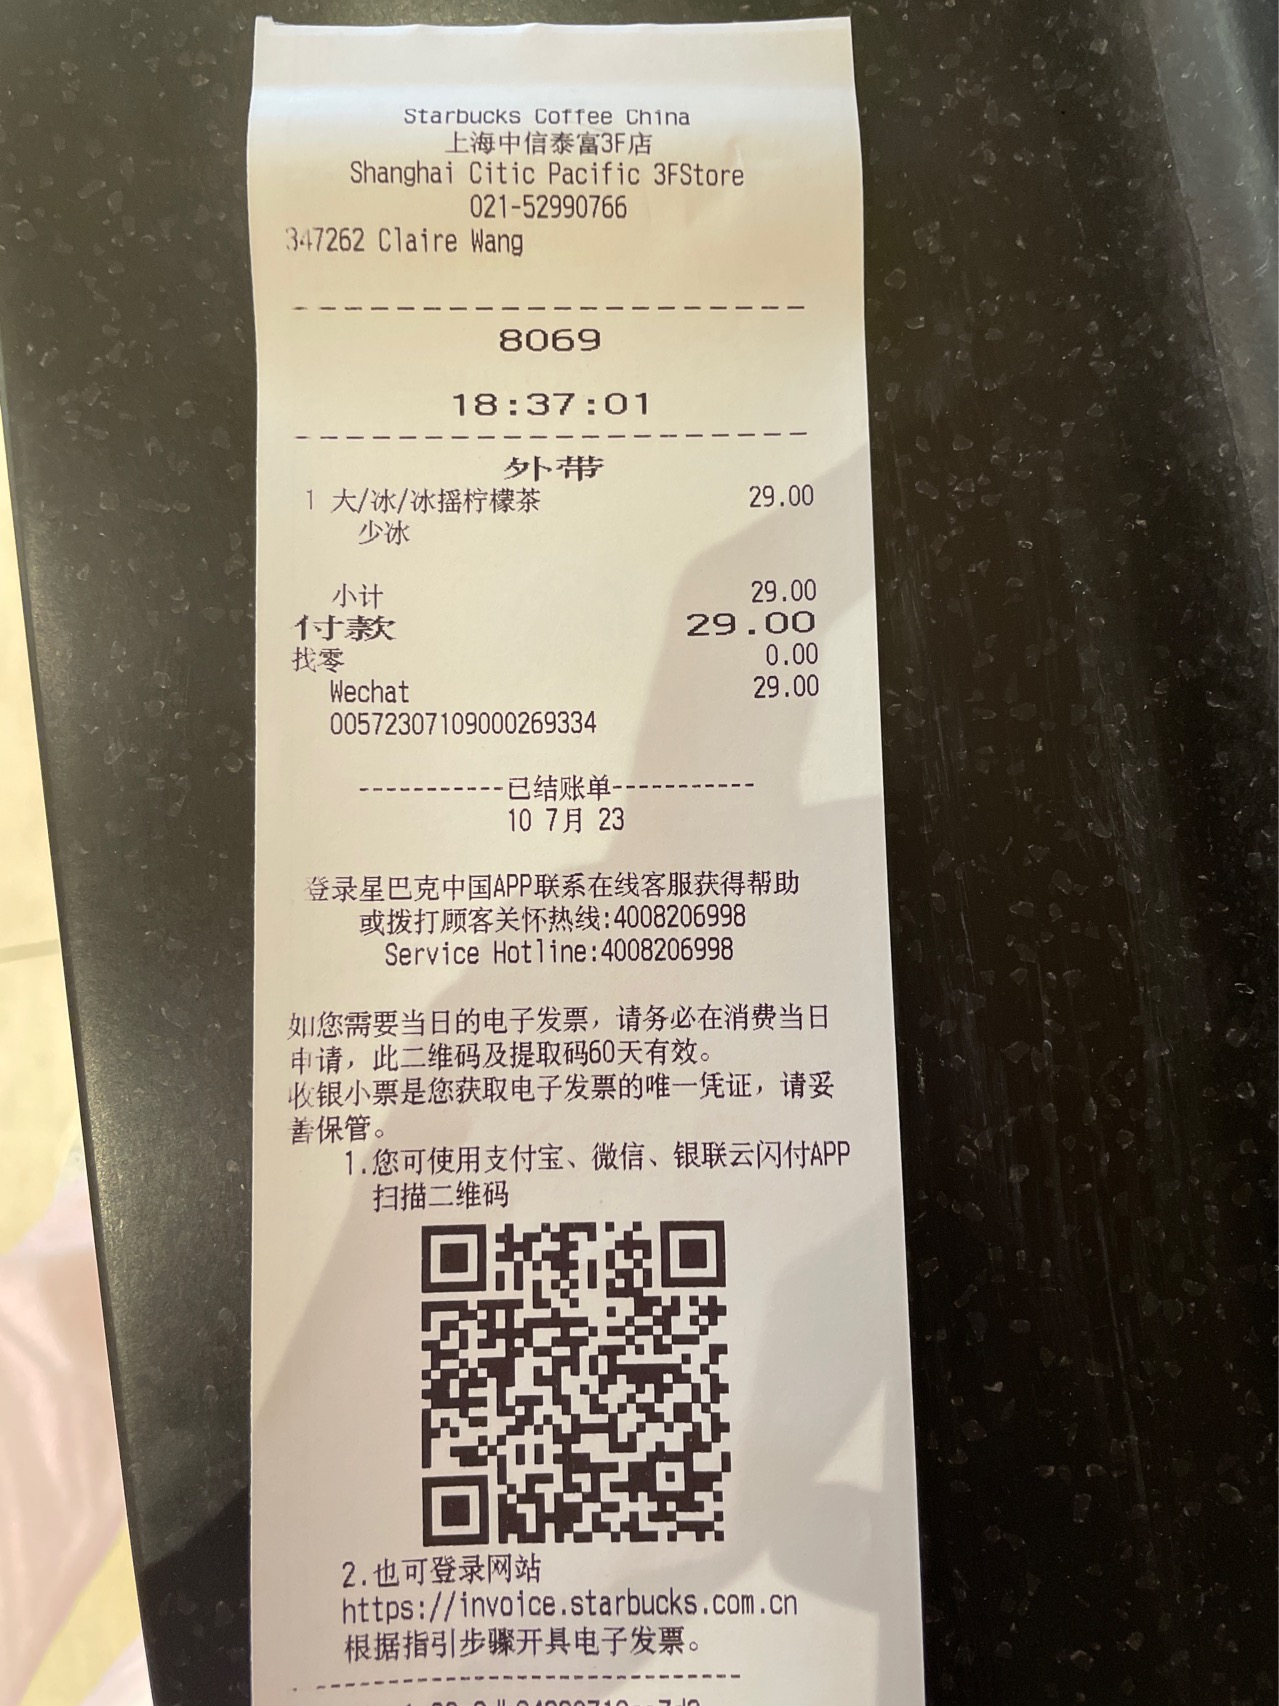 Starbucks Coffee China
上海中信泰富3F店
Shanghai Citic Pacific 3FStore
021-52990766
347262 Claire Wang
8069
18:37:01
外带
1 大/冰/冰摇柠檬茶 29.00
少冰
小计 29.00
付款 29.00
找零 0.00
Wechat 29.00
00572307109000269334
-----------已结账单-----------
10 7月 23
登录星巴克中国APP联系在线客服获得帮助
或拨打顾客关怀热线:4008206998
Service Hotline:4008206998
如您需要当日的电子发票，请务必在消费当日
申请，此二维码及提取码60天有效。
收银小票是您获取电子发票的唯一凭证，请妥
善保管。
1.您可使用支付宝、微信、银联云闪付APP
扫描二维码
2.也可登录网站
https://invoice.starbucks.com.cn
根据指引步骤开具电子发票。